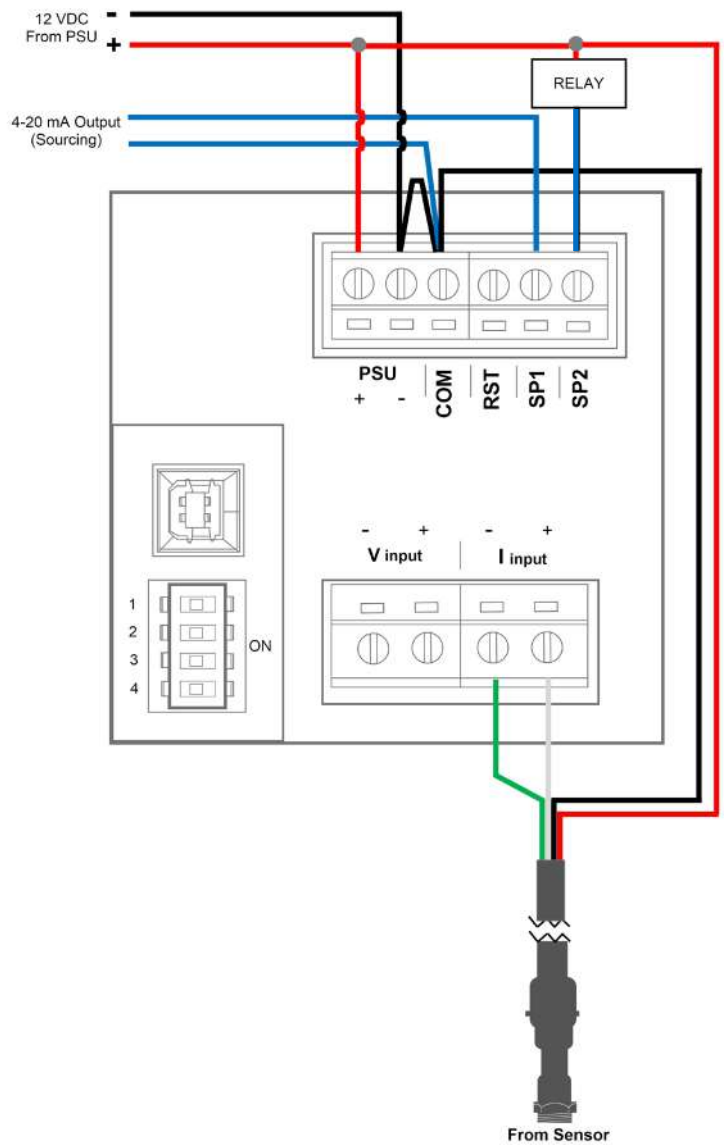 12 VDC -
From PSU +
RELAY
4-20 mA Output
(Sourcing)
PSU
+ -
COM
RST
SP1
SP2
- + - +
V input I input
1
2
3
4
ON
From Sensor